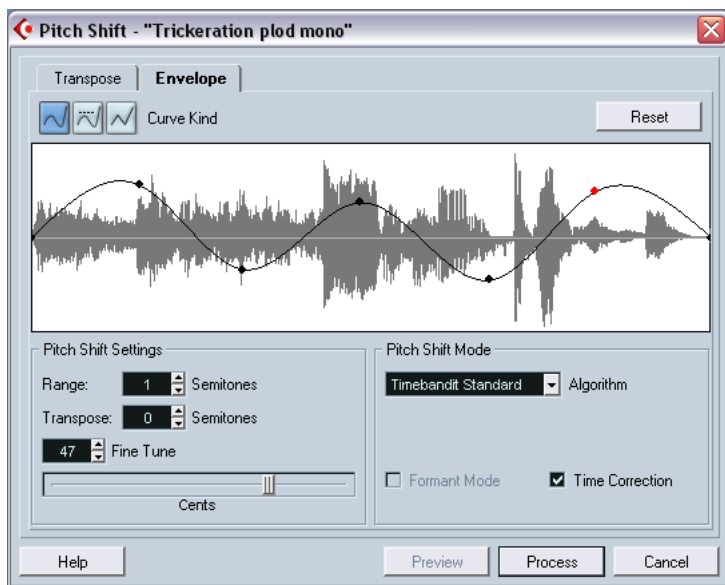 Pitch Shift - "Trickeration plod mono"
Transpose Envelope
Curve Kind Reset
Pitch Shift Settings Pitch Shift Mode
Range: 1 Semitones Timebandit Standard Algorithm
Transpose: 0 Semitones
47 Fine Tune
Formant Mode Time Correction
Cents
Help Preview Process Cancel